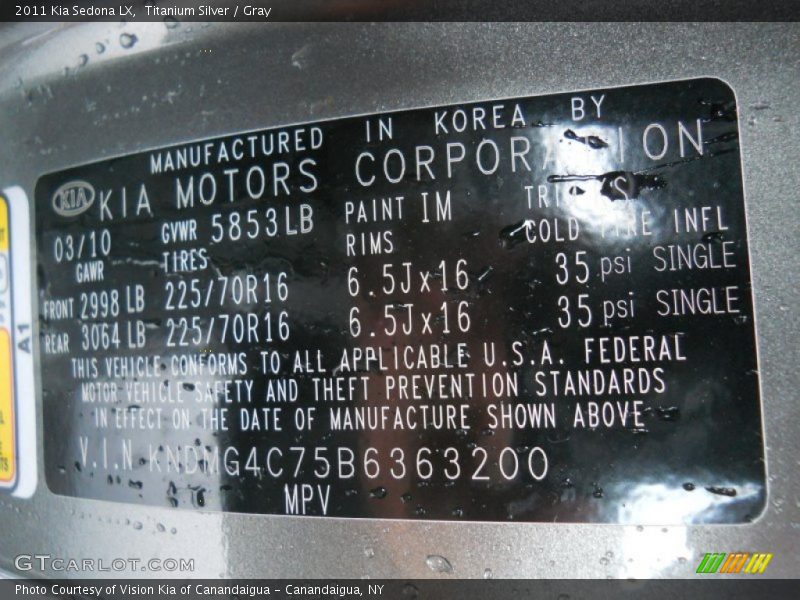 2011 Kia Sedona LX, Titanium Silver / Gray
MANUFACTURED IN KOREA BY
KIA KIA MOTORS CORPORATION
03/10 GVWR 5853LB PAINT IM
GAWR TIRES RIMS COLD TIRE INFL
FRONT 2998 LB 225/70R16 6.5Jx16 35 psi SINGLE
REAR 3064 LB 225/70R16 6.5Jx16 35 psi SINGLE
THIS VEHICLE CONFORMS TO ALL APPLICABLE U.S.A. FEDERAL
MOTOR VEHICLE SAFETY AND THEFT PREVENTION STANDARDS
IN EFFECT ON THE DATE OF MANUFACTURE SHOWN ABOVE
V.I.N KNDMG4C75B6363200
MPV
A1
GTCARLOT.COM
Photo Courtesy of Vision Kia of Canandaigua – Canandaigua, NY